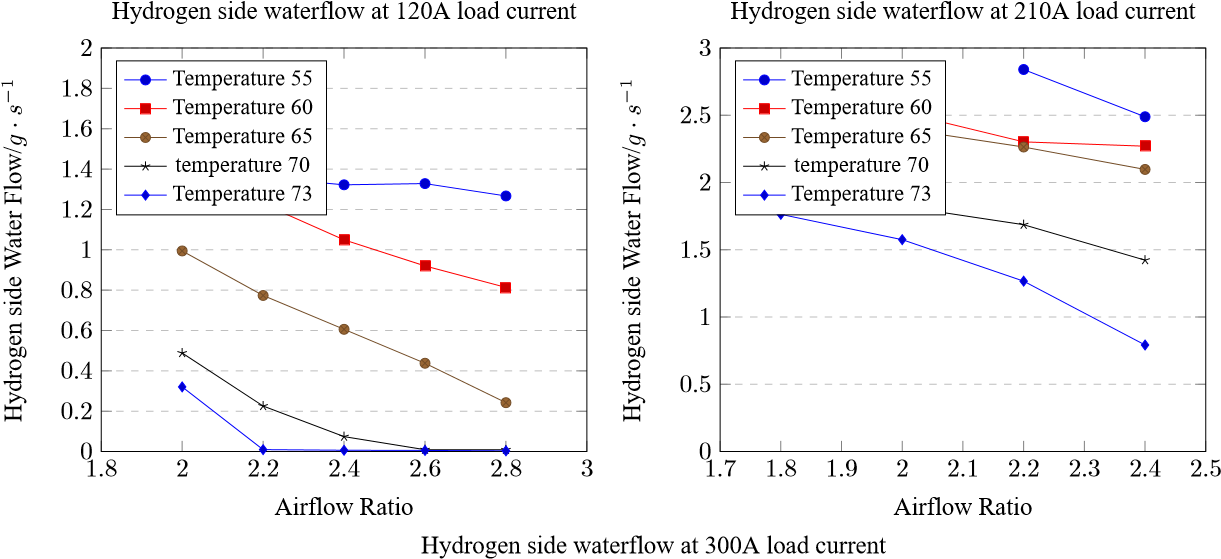 Hydrogen side waterflow at 120A load current
Hydrogen side Water Flow/g · s⁻¹
2
1.8
1.6
1.4
1.2
1
0.8
0.6
0.4
0.2
0
Temperature 55
Temperature 60
Temperature 65
temperature 70
Temperature 73
1.8 2 2.2 2.4 2.6 2.8 3
Airflow Ratio
Hydrogen side waterflow at 210A load current
Hydrogen side Water Flow/g · s⁻¹
3
2.5
2
1.5
1
0.5
0
Temperature 55
Temperature 60
Temperature 65
temperature 70
Temperature 73
1.7 1.8 1.9 2 2.1 2.2 2.3 2.4 2.5
Airflow Ratio
Hydrogen side waterflow at 300A load current